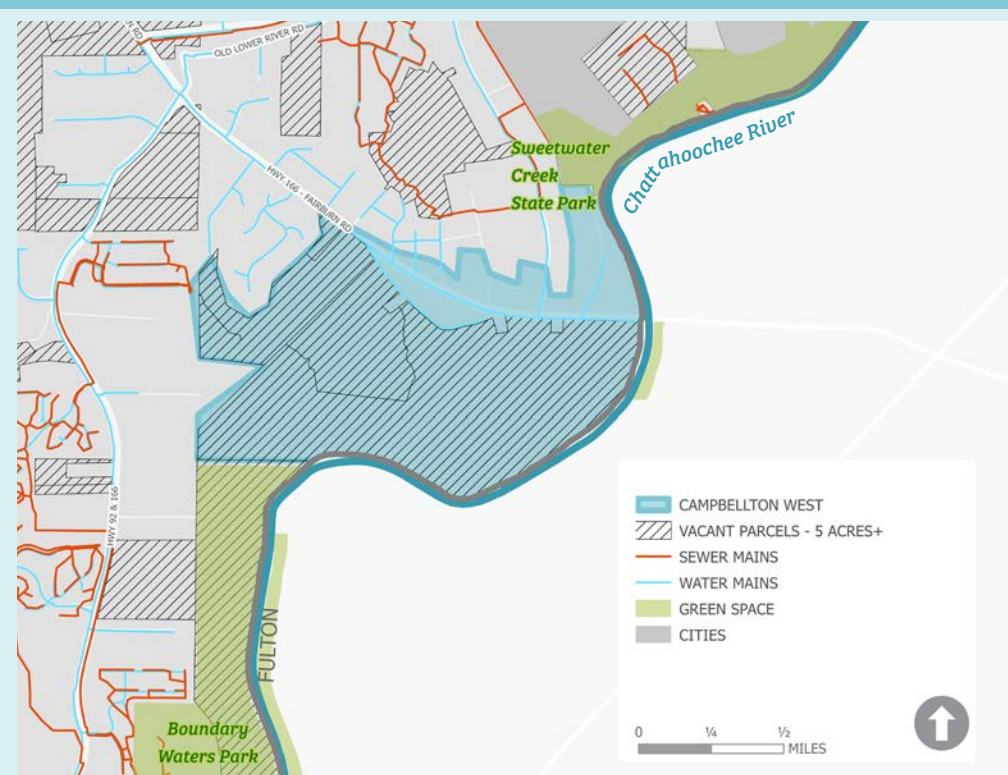 N RD
OLD LOWER RIVER RD
Chattahoochee River
Sweetwater
Creek
State Park
HWY 166 - FAIRBURN RD
HWY 92 & 166
FULTON
Boundary
Waters Park
CAMPBELLTON WEST
VACANT PARCELS - 5 ACRES+
SEWER MAINS
WATER MAINS
GREEN SPACE
CITIES
0 ¼ ½
MILES